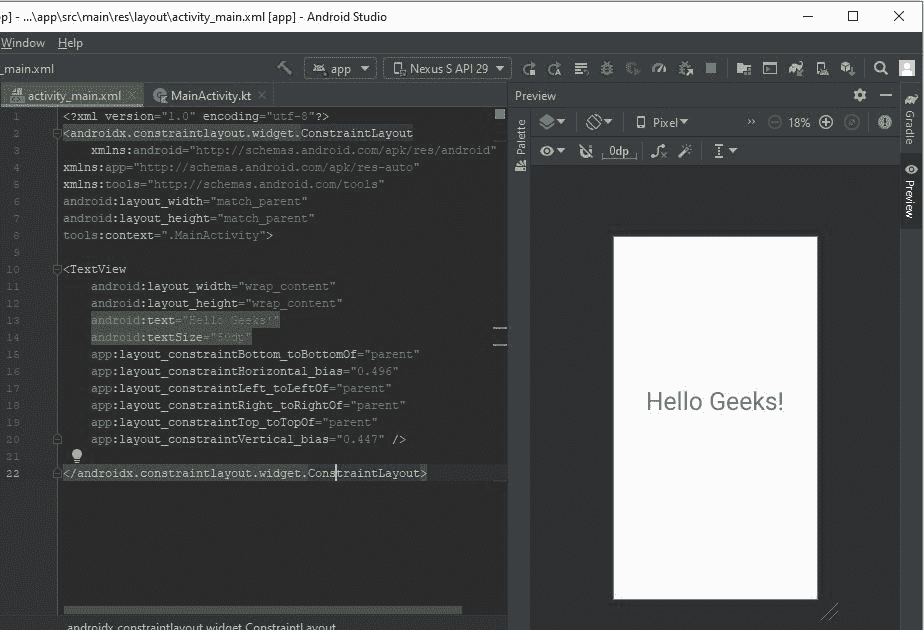 p] - ...\app\src\main\res\layout\activity_main.xml [app] - Android Studio
Window Help
_main.xml app Nexus S API 29
activity_main.xml MainActivity.kt
Preview
Pixel 18%
0dp
Palette
Gradle
Preview
1 <?xml version="1.0" encoding="utf-8"?>
2 <androidx.constraintlayout.widget.ConstraintLayout
3 xmlns:android="http://schemas.android.com/apk/res/android"
4 xmlns:app="http://schemas.android.com/apk/res-auto"
5 xmlns:tools="http://schemas.android.com/tools"
6 android:layout_width="match_parent"
7 android:layout_height="match_parent"
8 tools:context=".MainActivity">
9
10 <TextView
11 android:layout_width="wrap_content"
12 android:layout_height="wrap_content"
13 android:text="Hello Geeks!"
14 android:textSize="50dp"
15 app:layout_constraintBottom_toBottomOf="parent"
16 app:layout_constraintHorizontal_bias="0.496"
17 app:layout_constraintLeft_toLeftOf="parent"
18 app:layout_constraintRight_toRightOf="parent"
19 app:layout_constraintTop_toTopOf="parent"
20 app:layout_constraintVertical_bias="0.447" />
21
22 </androidx.constraintlayout.widget.ConstraintLayout>
Hello Geeks!
androidx.constraintlayout.widget.ConstraintLayout